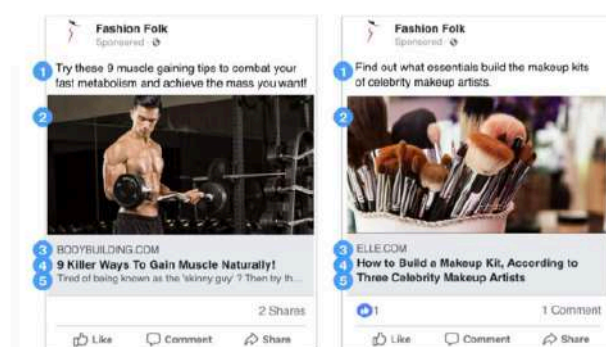 Fashion Folk
Sponsored
1 Try these 9 muscle gaining tips to combat your
fast metabolism and achieve the mass you want!
2
3 BODYBUILDING.COM
4 9 Killer Ways To Gain Muscle Naturally!
5 Tired of being known as the 'skinny guy'? Then try th...
2 Shares
Like Comment Share
Fashion Folk
Sponsored
1 Find out what essentials build the makeup kits
of celebrity makeup artists.
2
3 ELLE.COM
4 How to Build a Makeup Kit, According to
5 Three Celebrity Makeup Artists
1 1 Comment
Like Comment Share